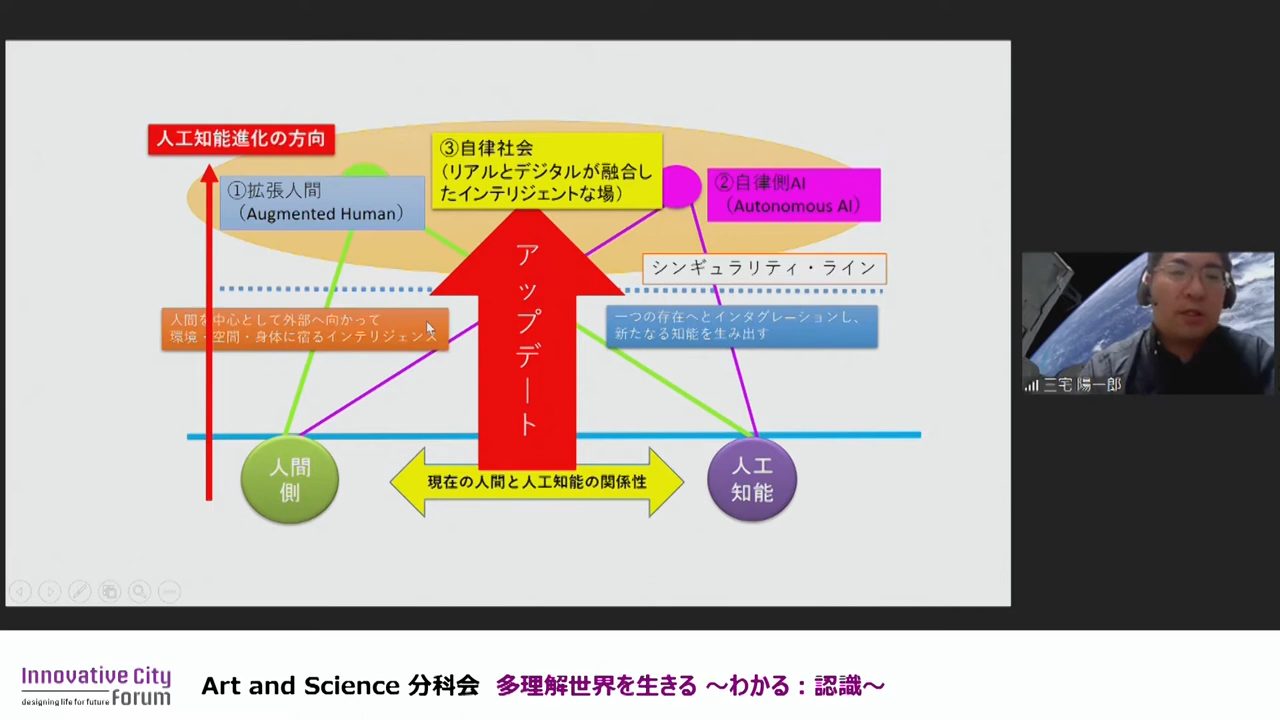 人工知能進化の方向
③自律社会
(リアルとデジタルが融合し
たインテリジェントな場)
①拡張人間
(Augmented Human)
②自律側AI
(Autonomous AI)
シンギュラリティ・ライン
アップデート
人間を中心として外部へ向かって
環境・空間・身体に宿るインテリジェンス
一つの存在へとインタグレーションし、
新たなる知能を生み出す
人間
側
現在の人間と人工知能の関係性
人工
知能
三宅 陽一郎
Innovative City
Forum
designing life for future
Art and Science 分科会 多理解世界を生きる 〜わかる：認識〜